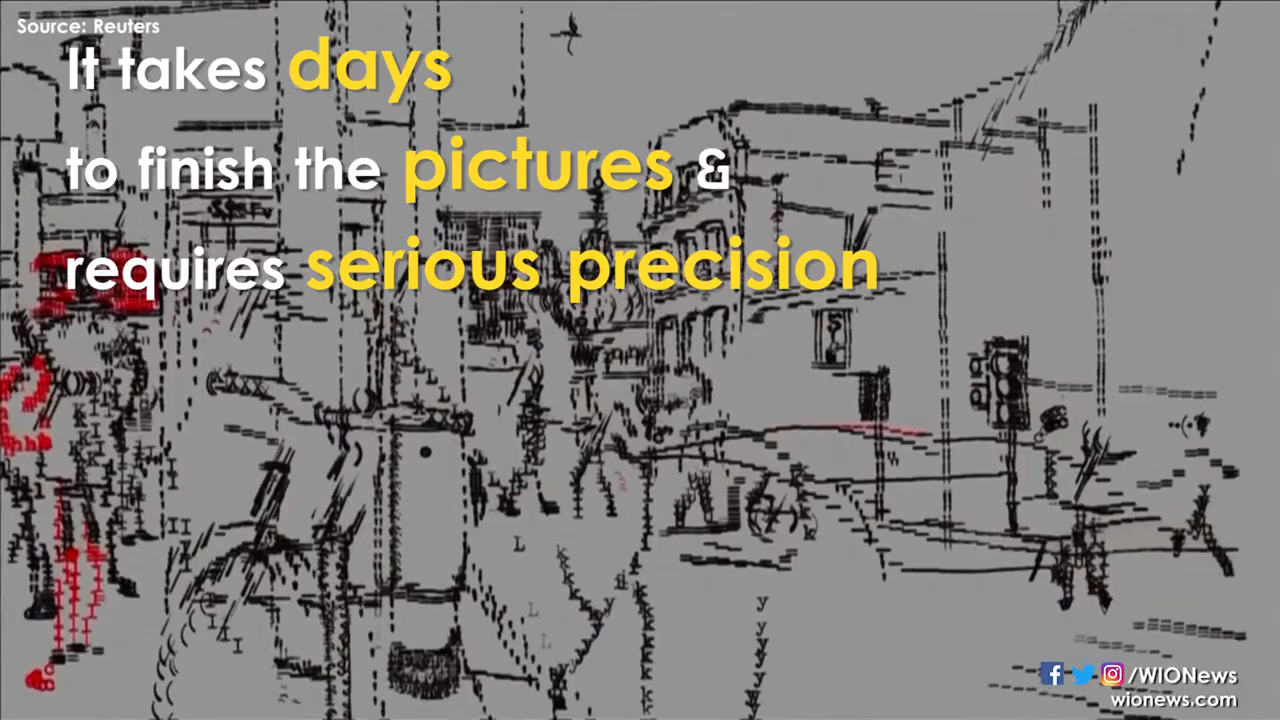 Source: Reuters
It takes days
to finish the pictures &
requires serious precision
/WIONews
wionews.com